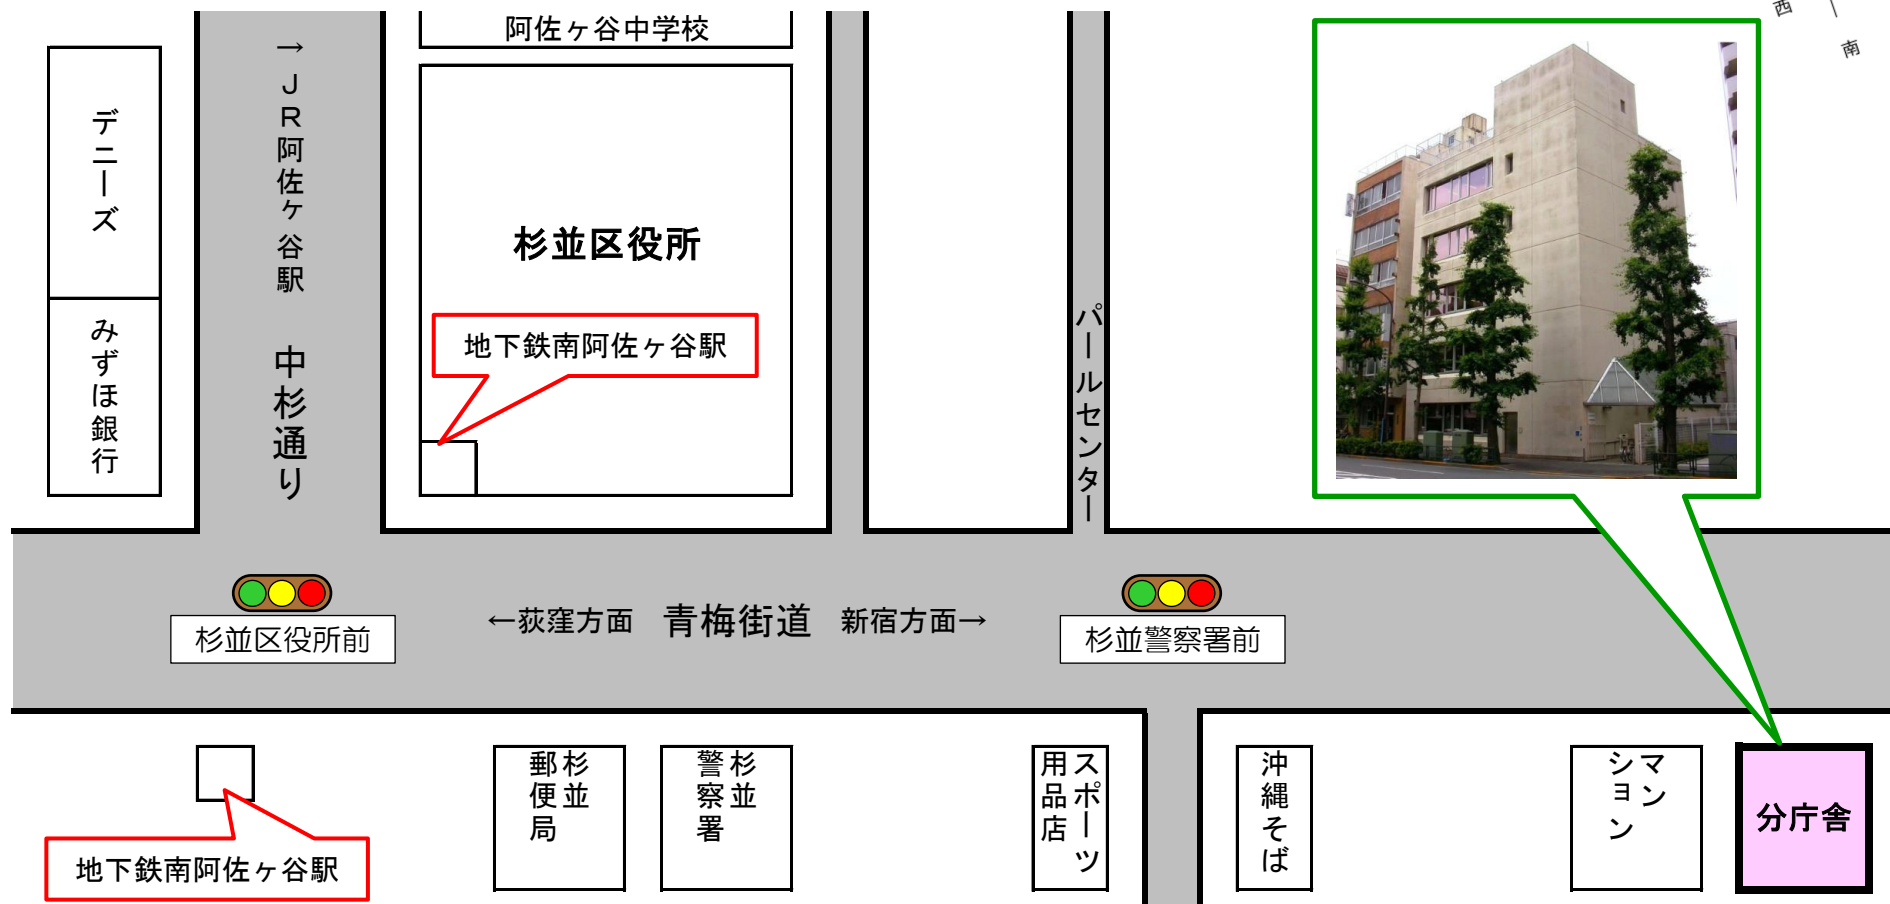 西
南
阿佐ヶ谷中学校
→ＪＲ阿佐ヶ谷駅
中杉通り
デニーズ
みずほ銀行
杉並区役所
地下鉄南阿佐ヶ谷駅
パールセンター
杉並区役所前
←荻窪方面 青梅街道 新宿方面→
杉並警察署前
地下鉄南阿佐ヶ谷駅
杉並
郵便局
杉並
警察署
スポーツ
用品店
沖縄そば
マン
ション
分庁舎